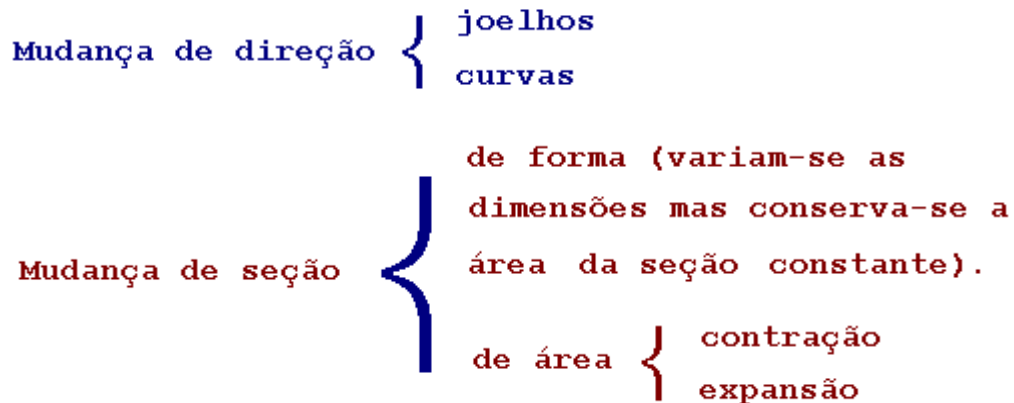 joelhos
Mudança de direção
curvas
de forma (variam-se as
dimensões mas conserva-se a
Mudança de seção
área da seção constante).
de área
contração
expansão